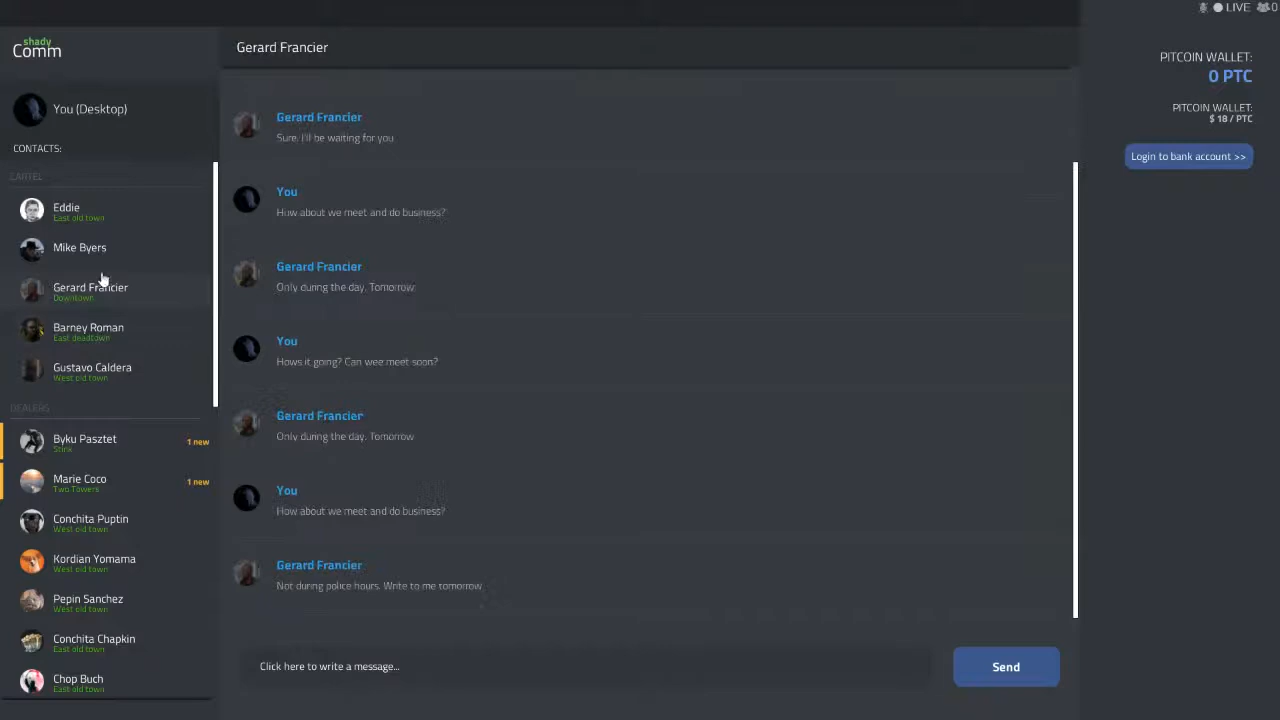 LIVE 0
shady
Comm
You (Desktop)
CONTACTS:
CARTEL
Eddie
East old town
Mike Byers
Gerard Francier
Downtown
Barney Roman
East deadtown
Gustavo Caldera
West old town
DEALERS
Byku Pasztet
Stink
1 new
Marie Coco
Two Towers
1 new
Conchita Puptin
West old town
Kordian Yomama
West old town
Pepin Sanchez
West old town
Conchita Chapkin
East old town
Chop Buch
East old town
Gerard Francier
Gerard Francier
Sure. I'll be waiting for you
You
How about we meet and do business?
Gerard Francier
Only during the day. Tomorrow
You
Hows it going? Can wee meet soon?
Gerard Francier
Only during the day. Tomorrow
You
How about we meet and do business?
Gerard Francier
Not during police hours. Write to me tomorrow
Click here to write a message...
Send
PITCOIN WALLET:
0 PTC
PITCOIN WALLET:
$ 18 / PTC
Login to bank account >>